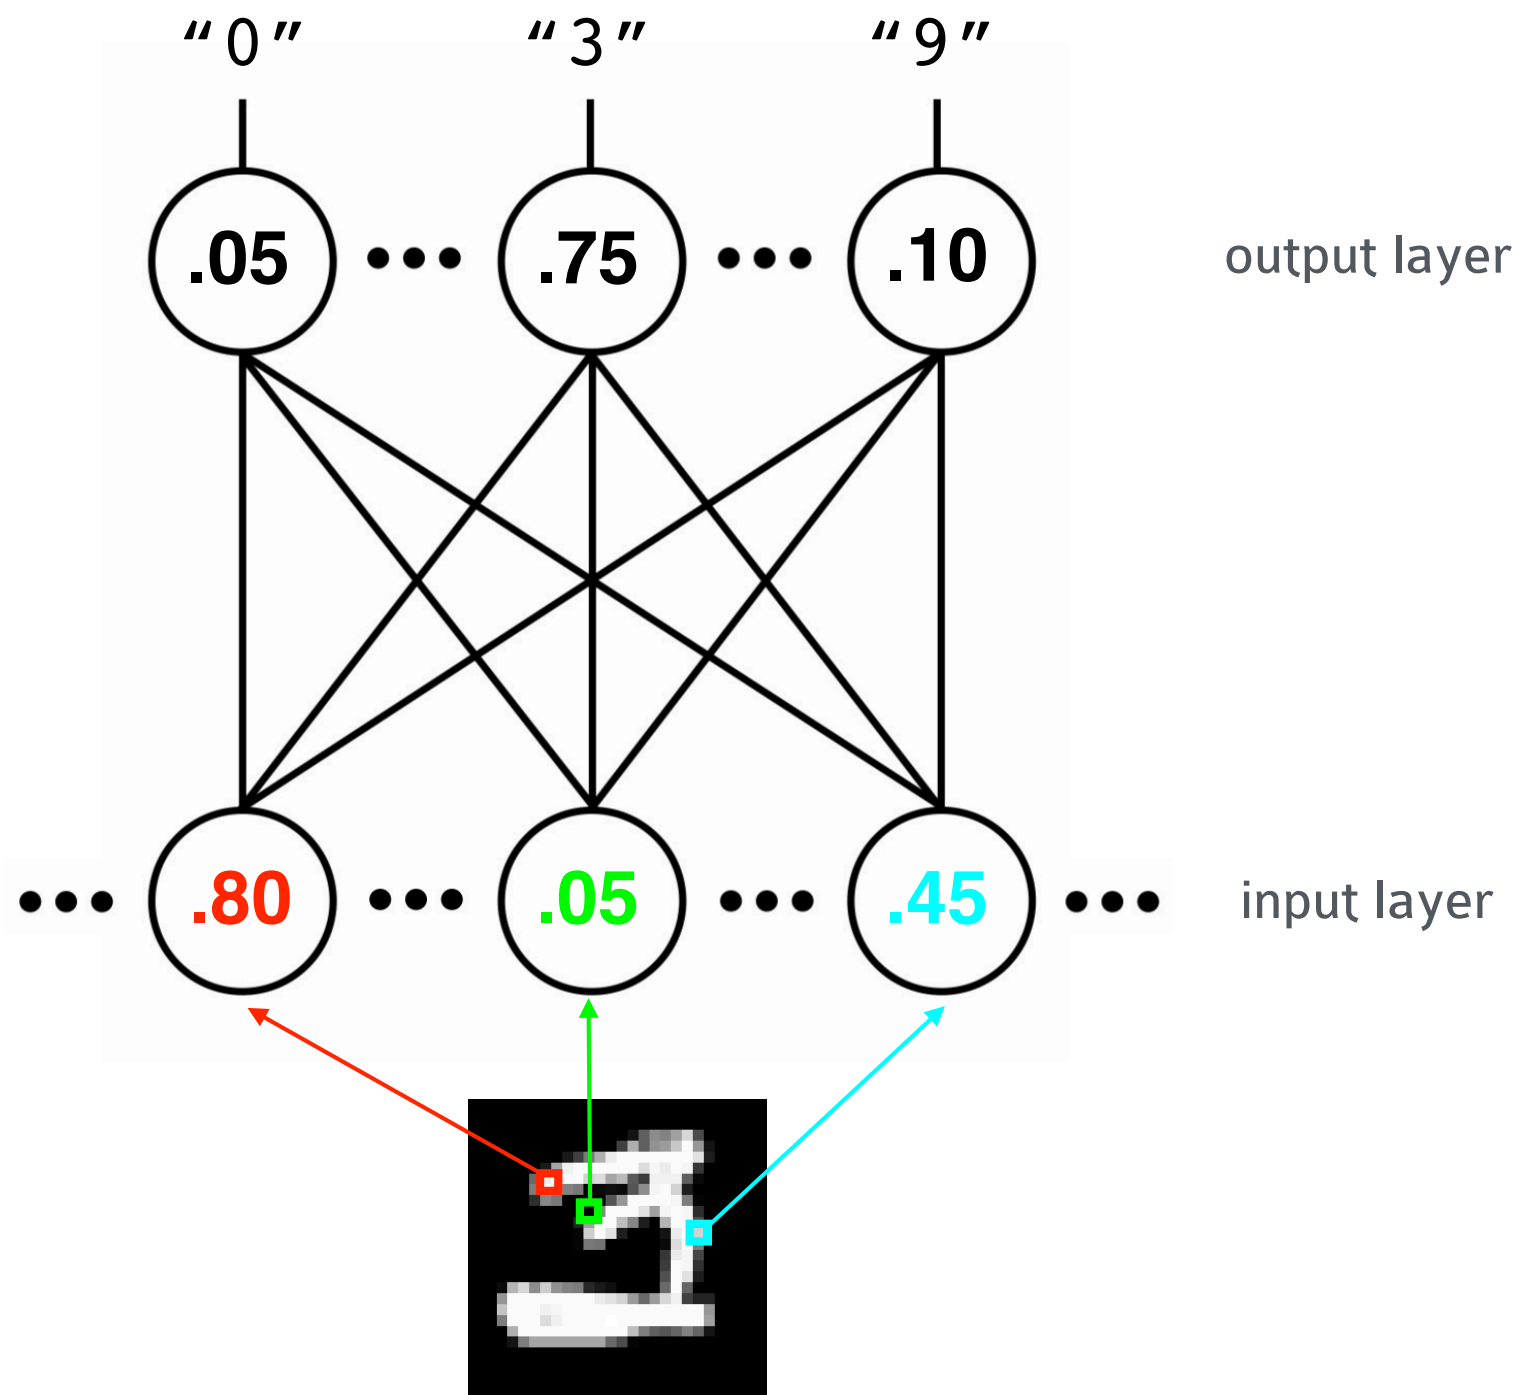 “0” “3” “9”
.05 ••• .75 ••• .10 output layer
••• .80 ••• .05 ••• .45 ••• input layer